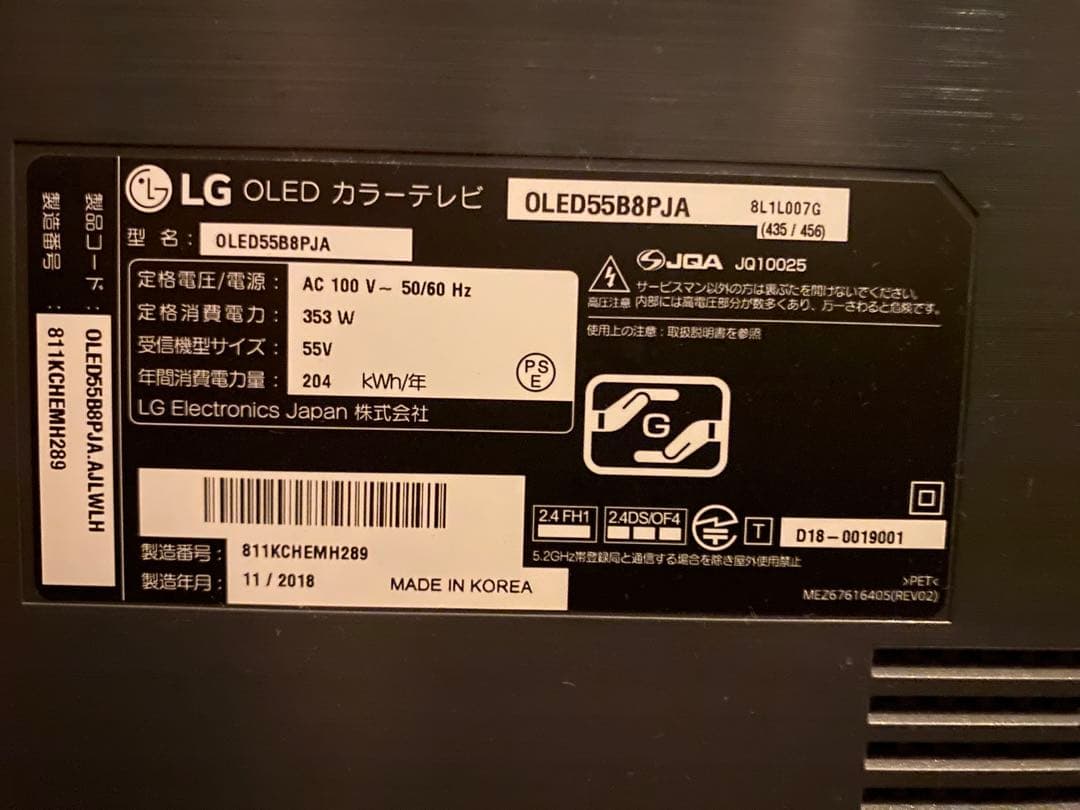 LG OLED カラーテレビ
OLED55B8PJA 8L1L007G
(435 / 456)
型 名 : OLED55B8PJA
定格電圧/電源 : AC 100 V~ 50/60 Hz
定格消費電力 : 353 W
受信機型サイズ : 55V
年間消費電力量 : 204 kWh/年
PS
E
LG Electronics Japan 株式会社
JQA JQ10025
サービスマン以外の方は裏ぶたを開けないでください。
高圧注意 内部には高電圧部分が数多くあり、万一さわると危険です。
使用上の注意 : 取扱説明書を参照
G
製造番号 : 811KCHEMH289
製造年月 : 11 / 2018 MADE IN KOREA
2.4 FH1 2.4DS/OF4 T D18-0019001
5.2GHz帯登録局と通信する場合を除き屋外使用禁止
>PET<
MEZ67616405(REV02)
製品コード : OLED55B8PJA.AJLWLH
製造番号 : 811KCHEMH289